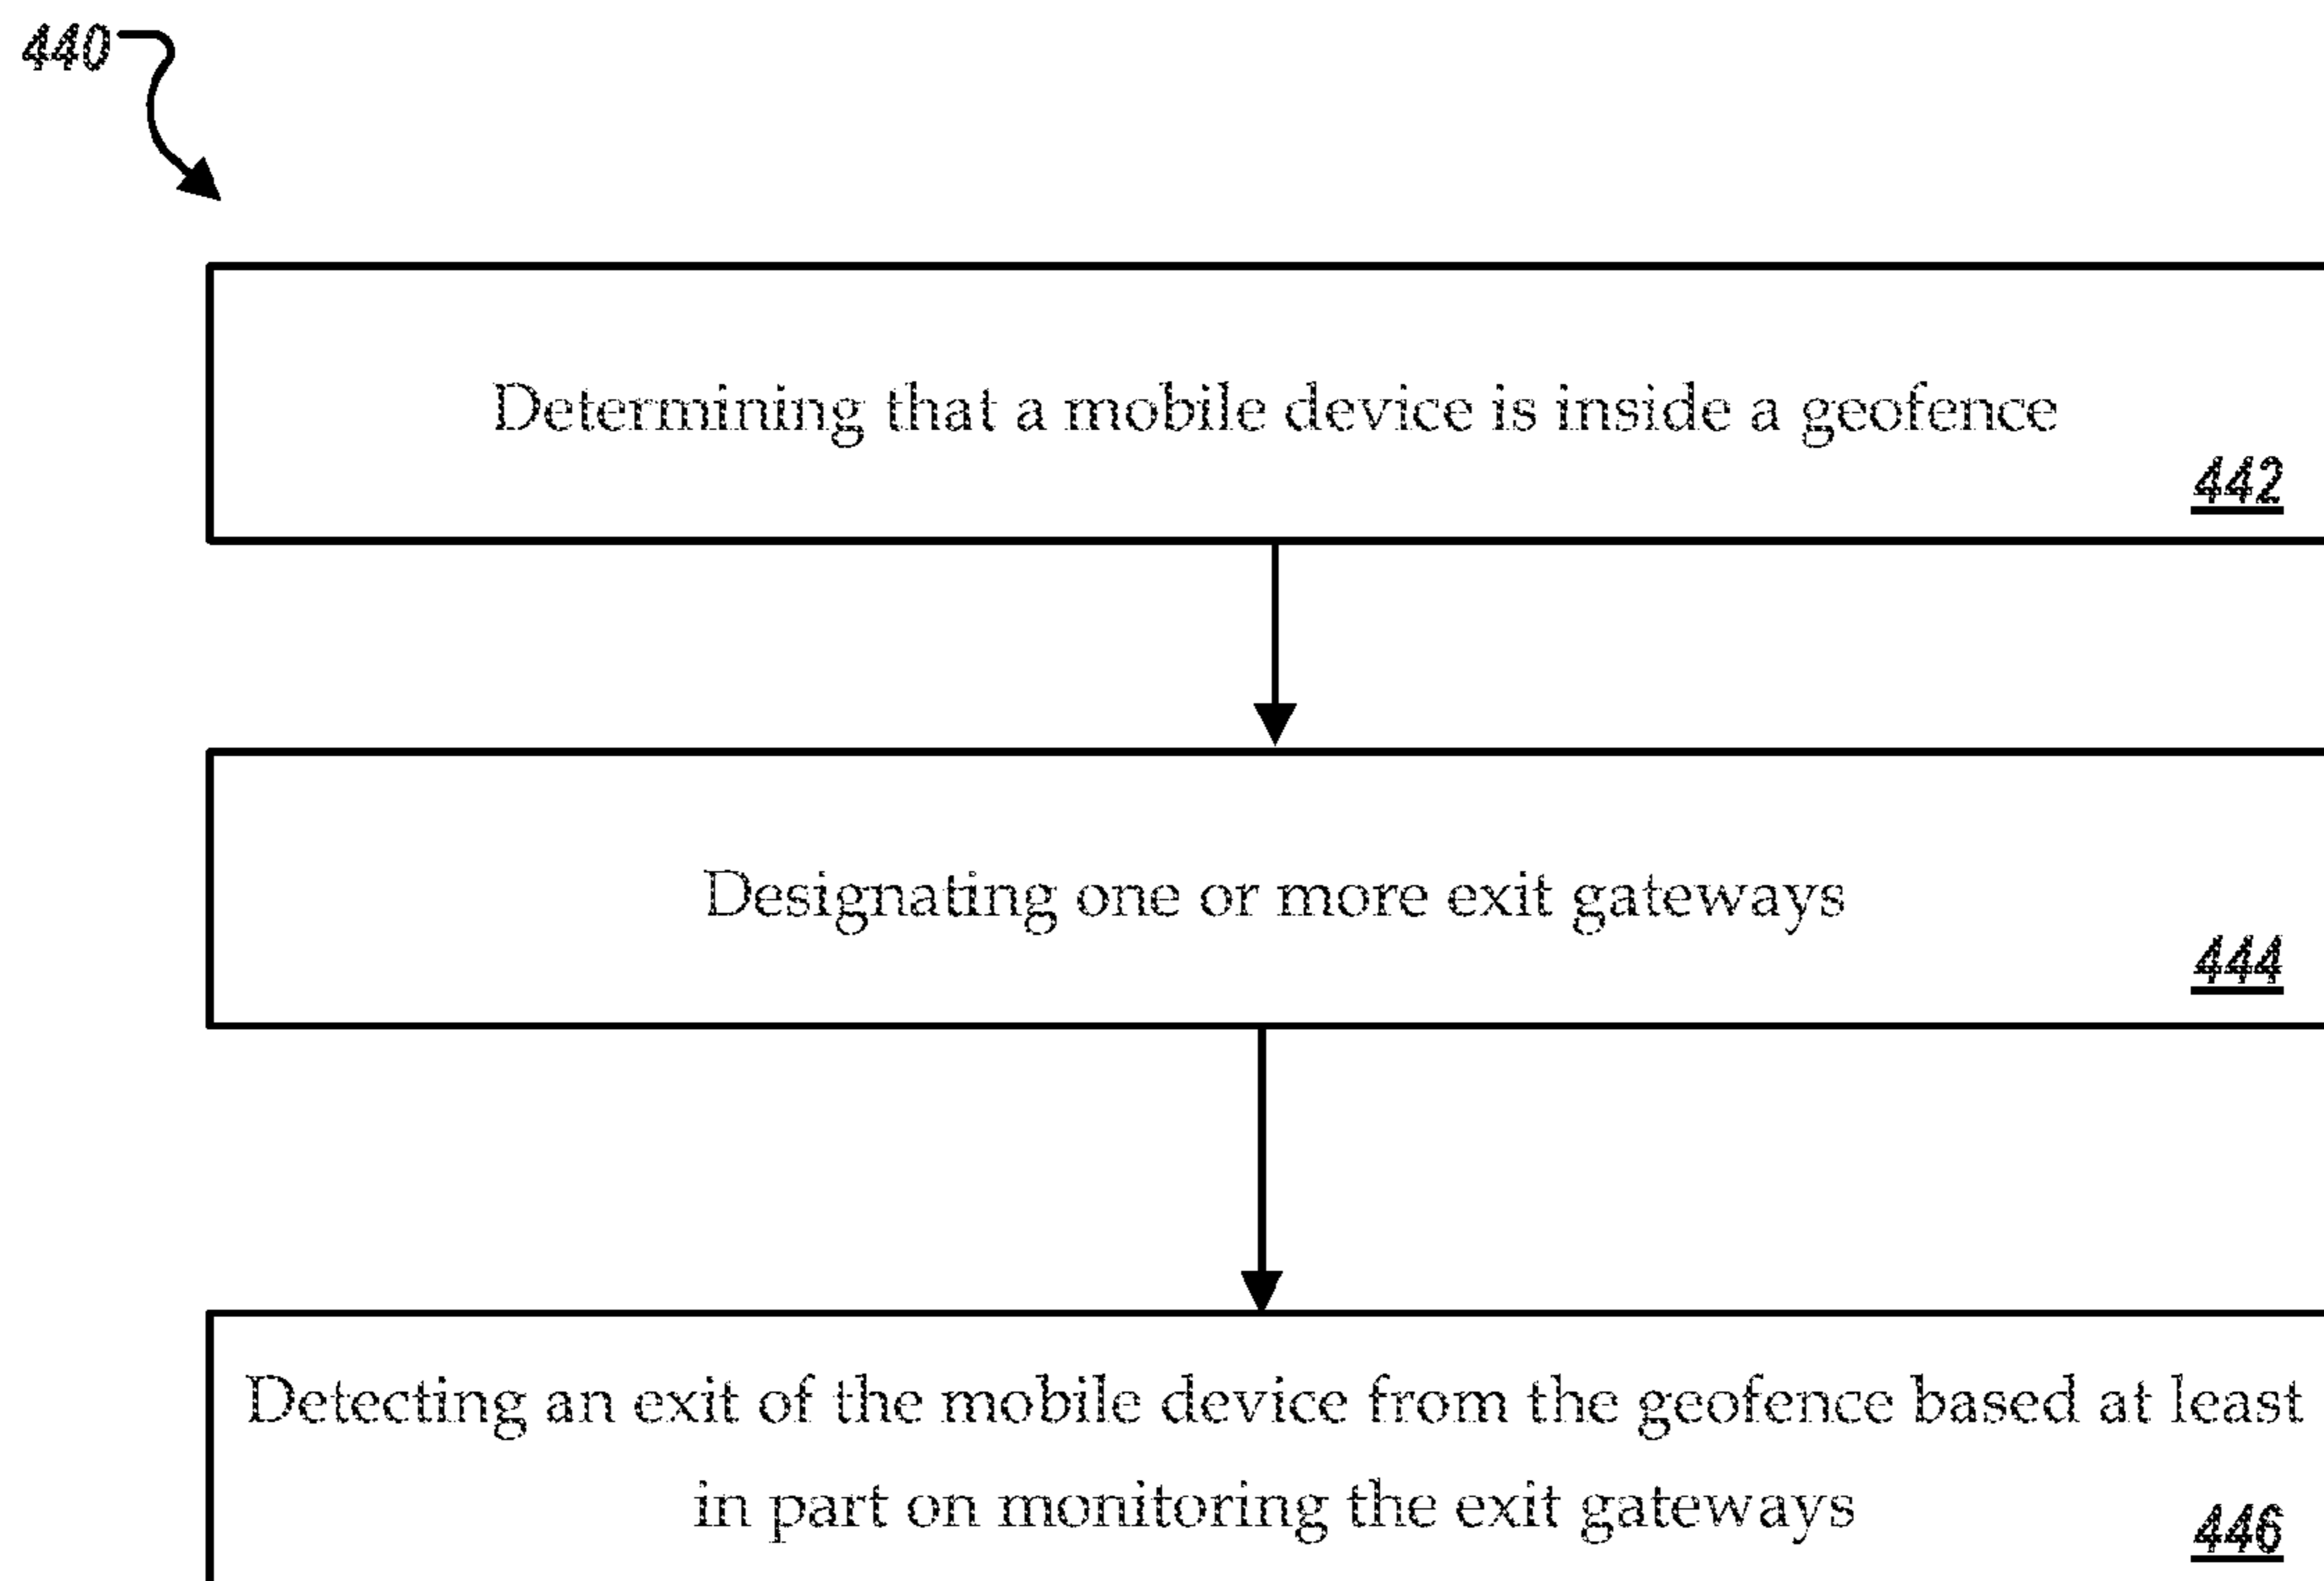 440
Determining that a mobile device is inside a geofence
442
Designating one or more exit gateways
444
Detecting an exit of the mobile device from the geofence based at least
in part on monitoring the exit gateways
446